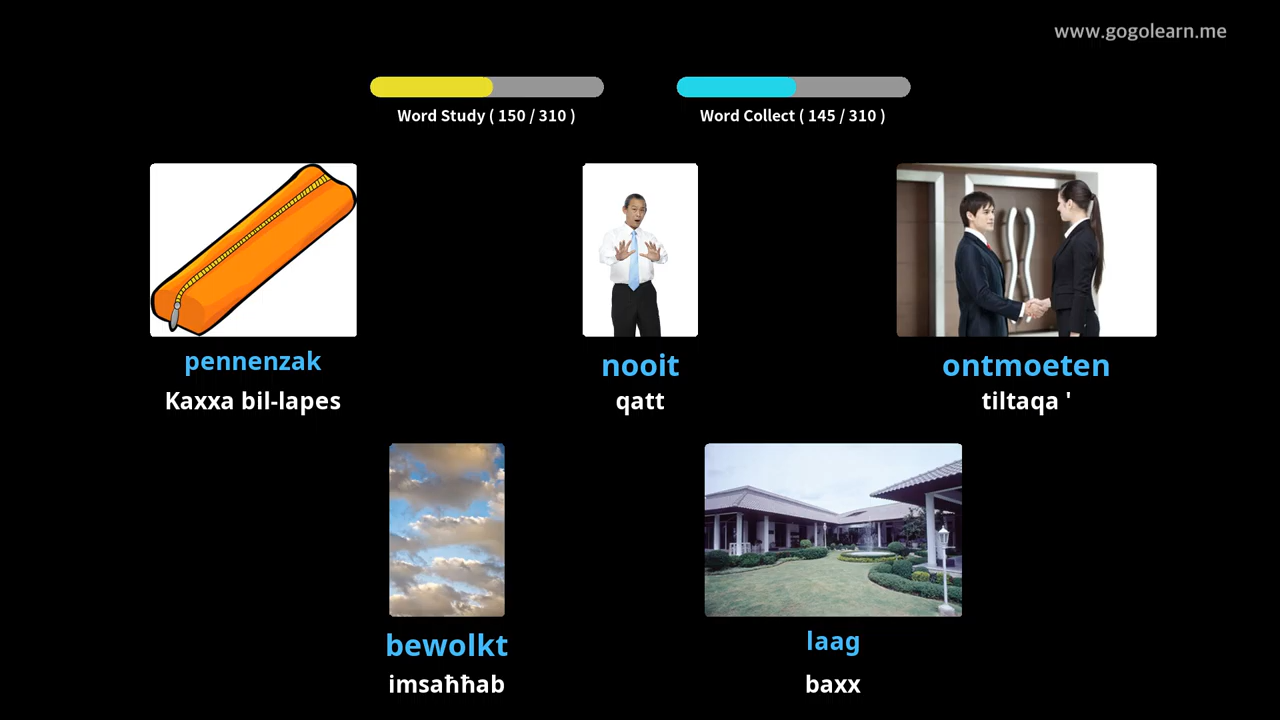 www.gogolearn.me
Word Study ( 150 / 310 )
Word Collect ( 145 / 310 )
pennenzak
Kaxxa bil-lapes
nooit
qatt
ontmoeten
tiltaqa '
bewolkt
imsaħħab
laag
baxx